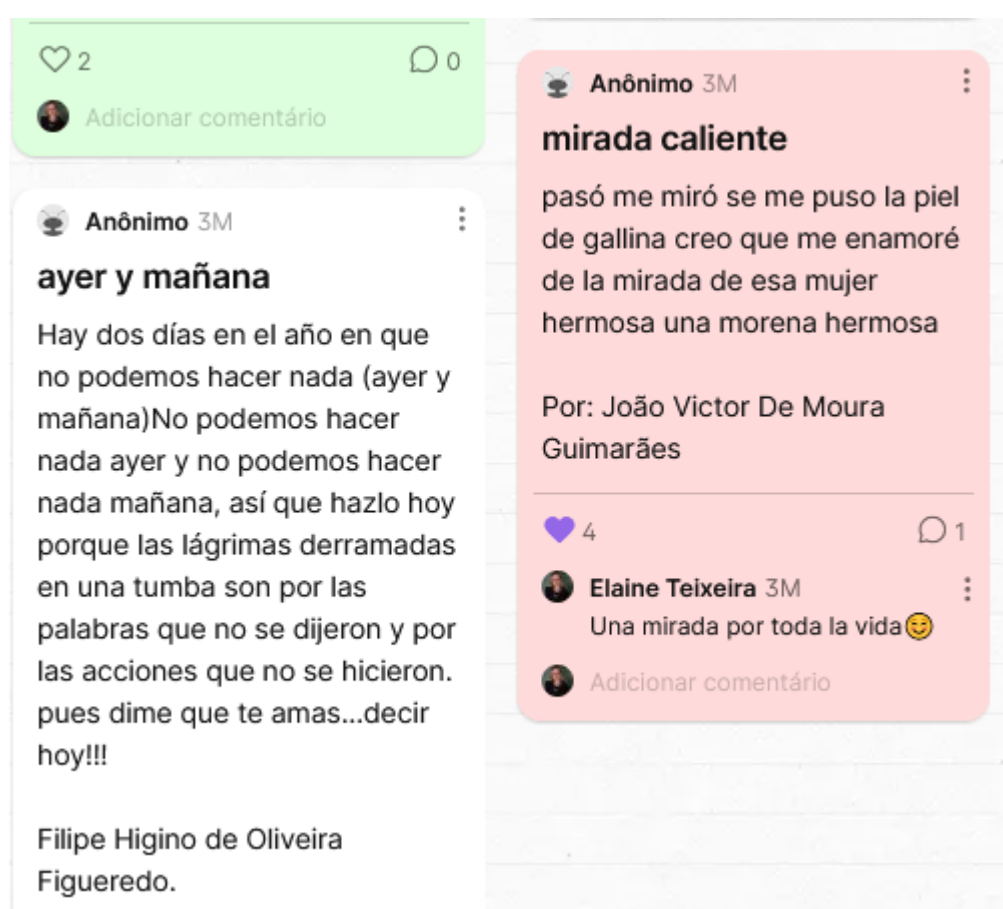 2
0
Adicionar comentário
Anônimo 3M
ayer y mañana
Hay dos días en el año en que
no podemos hacer nada (ayer y
mañana)No podemos hacer
nada ayer y no podemos hacer
nada mañana, así que hazlo hoy
porque las lágrimas derramadas
en una tumba son por las
palabras que no se dijeron y por
las acciones que no se hicieron.
pues dime que te amas...decir
hoy!!!
Filipe Higino de Oliveira
Figueredo.
Anônimo 3M
mirada caliente
pasó me miró se me puso la piel
de gallina creo que me enamoré
de la mirada de esa mujer
hermosa una morena hermosa
Por: João Victor De Moura
Guimarães
4
1
Elaine Teixeira 3M
Una mirada por toda la vida😊
Adicionar comentário